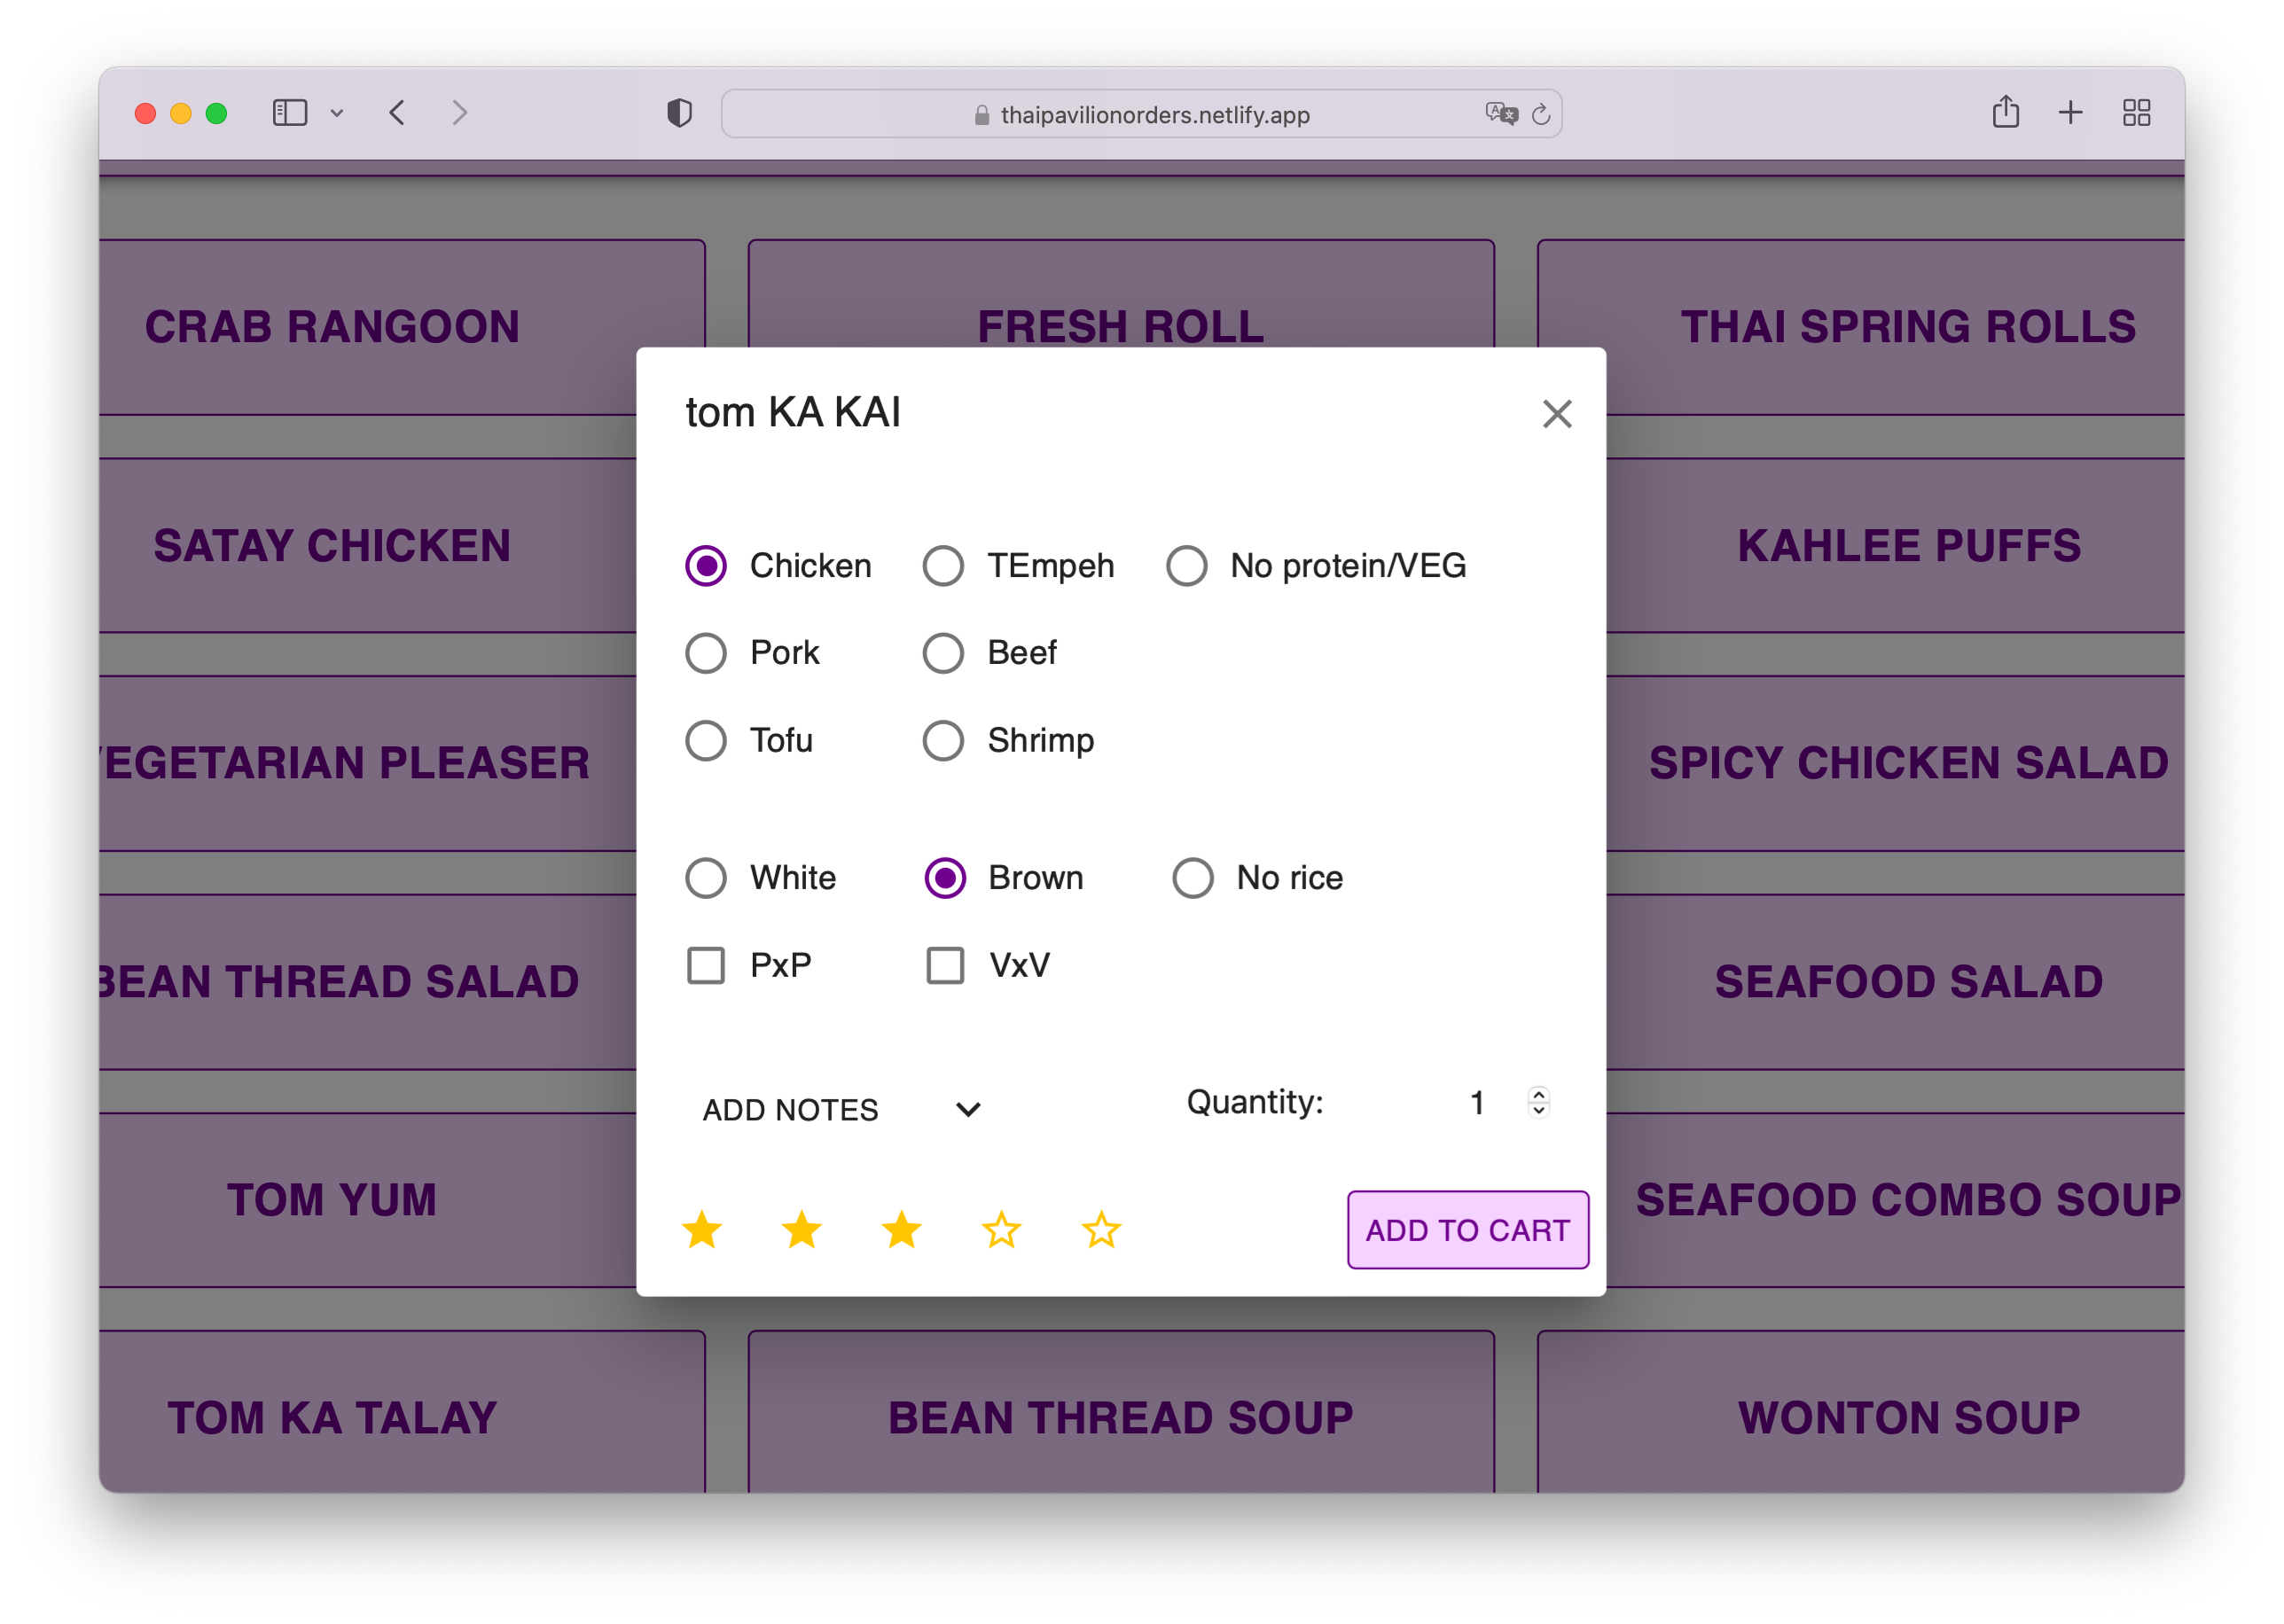 thaipavilionorders.netlify.app
CRAB RANGOON
FRESH ROLL
THAI SPRING ROLLS
tom KA KAI
SATAY CHICKEN
KAHLEE PUFFS
Chicken TEmpeh No protein/VEG
Pork Beef
Tofu Shrimp
EGETARIAN PLEASER
SPICY CHICKEN SALAD
White Brown No rice
PxP VxV
BEAN THREAD SALAD
SEAFOOD SALAD
ADD NOTES
Quantity: 1
TOM YUM
SEAFOOD COMBO SOUP
ADD TO CART
TOM KA TALAY
BEAN THREAD SOUP
WONTON SOUP